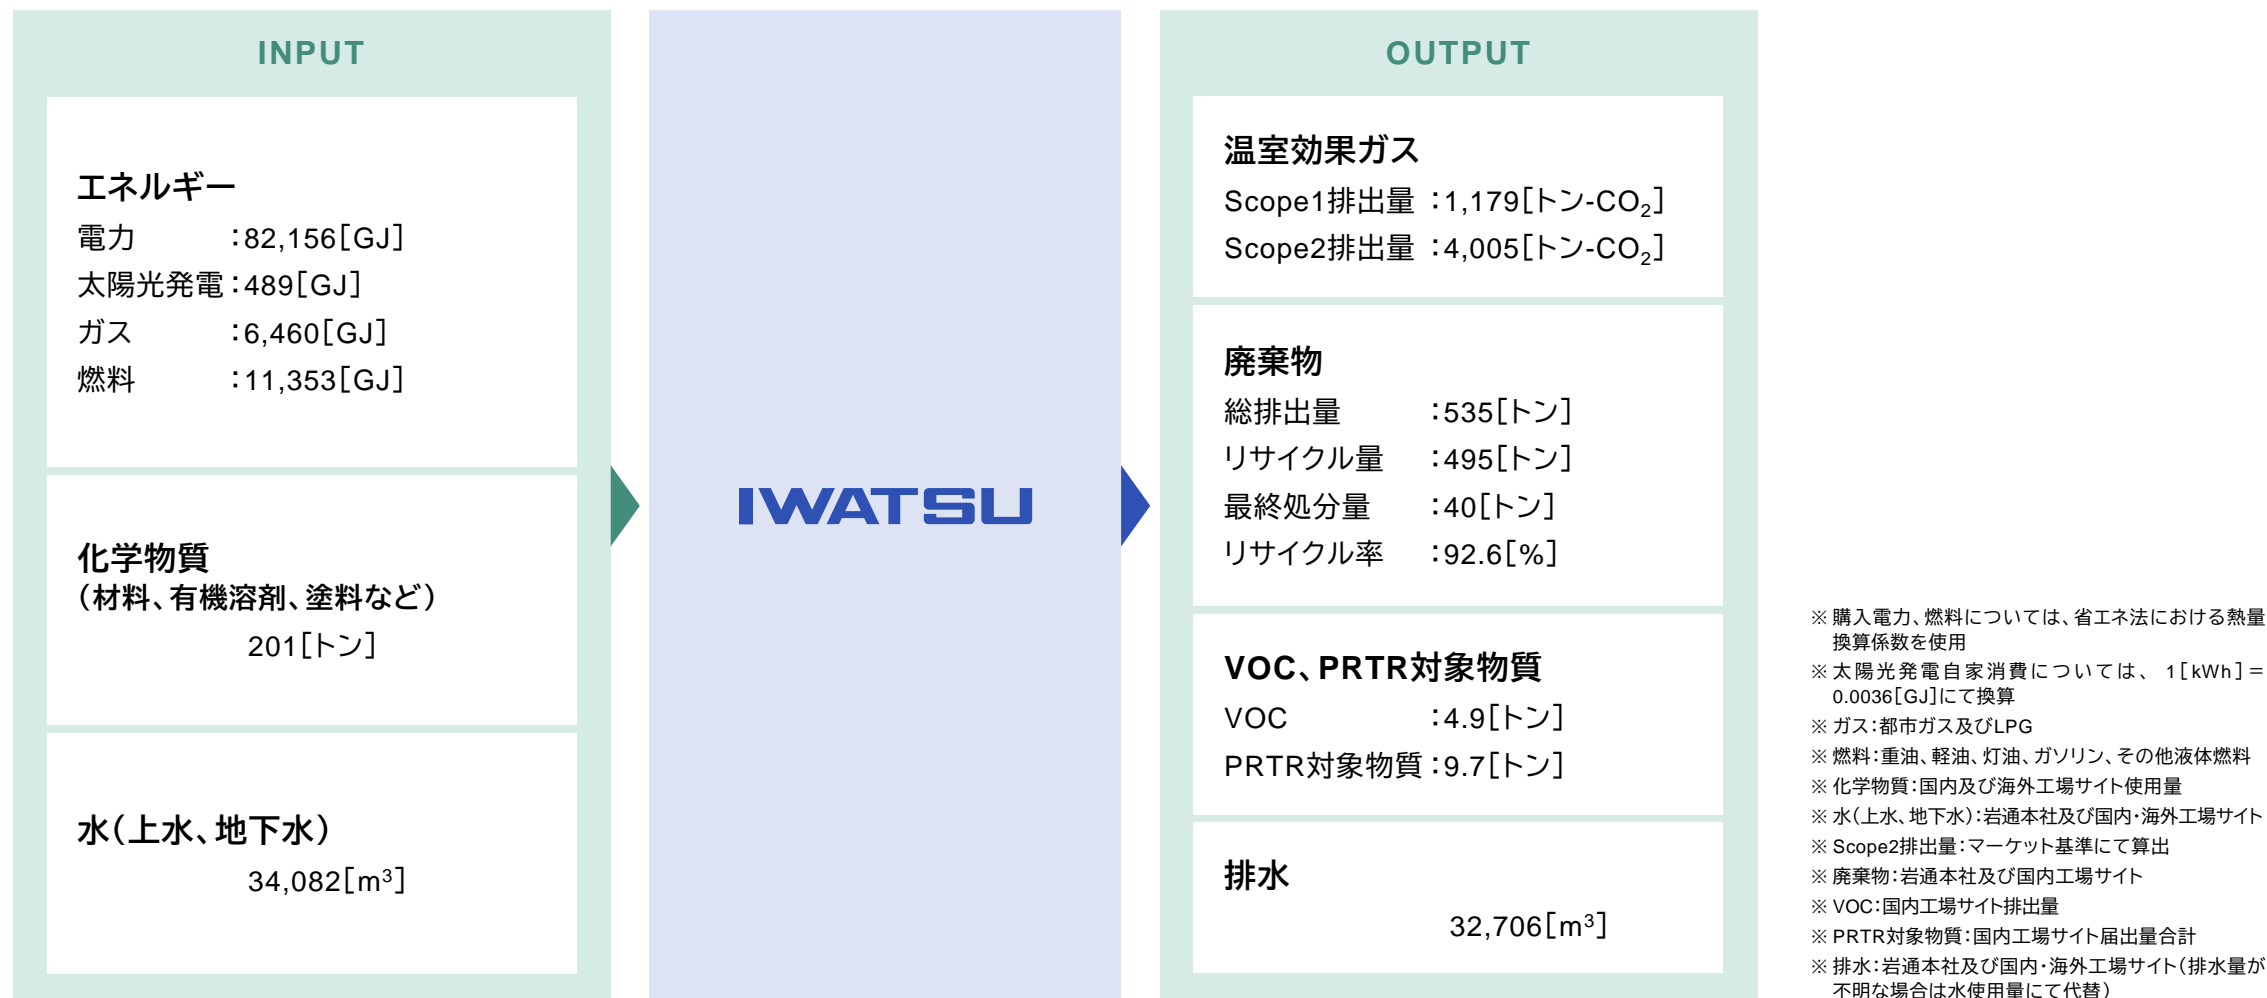 INPUT
エネルギー
電力 :82,156[GJ]
太陽光発電:489[GJ]
ガス :6,460[GJ]
燃料 :11,353[GJ]
化学物質
(材料、有機溶剤、塗料など)
201[トン]
水(上水、地下水)
34,082[m³]
IWATSU
OUTPUT
温室効果ガス
Scope1排出量:1,179[トン-CO₂]
Scope2排出量:4,005[トン-CO₂]
廃棄物
総排出量 :535[トン]
リサイクル量 :495[トン]
最終処分量 :40[トン]
リサイクル率 :92.6[%]
VOC、PRTR対象物質
VOC :4.9[トン]
PRTR対象物質:9.7[トン]
排水
32,706[m³]
※購入電力、燃料については、省エネ法における熱量
換算係数を使用
※太陽光発電自家消費については、1[kWh]=
0.0036[GJ]にて換算
※ガス:都市ガス及びLPG
※燃料:重油、軽油、灯油、ガソリン、その他液体燃料
※化学物質:国内及び海外工場サイト使用量
※水(上水、地下水):岩通本社及び国内・海外工場サイト
※Scope2排出量:マーケット基準にて算出
※廃棄物:岩通本社及び国内工場サイト
※VOC:国内工場サイト排出量
※PRTR対象物質:国内工場サイト届出量合計
※排水:岩通本社及び国内・海外工場サイト(排水量が
不明な場合は水使用量にて代替)